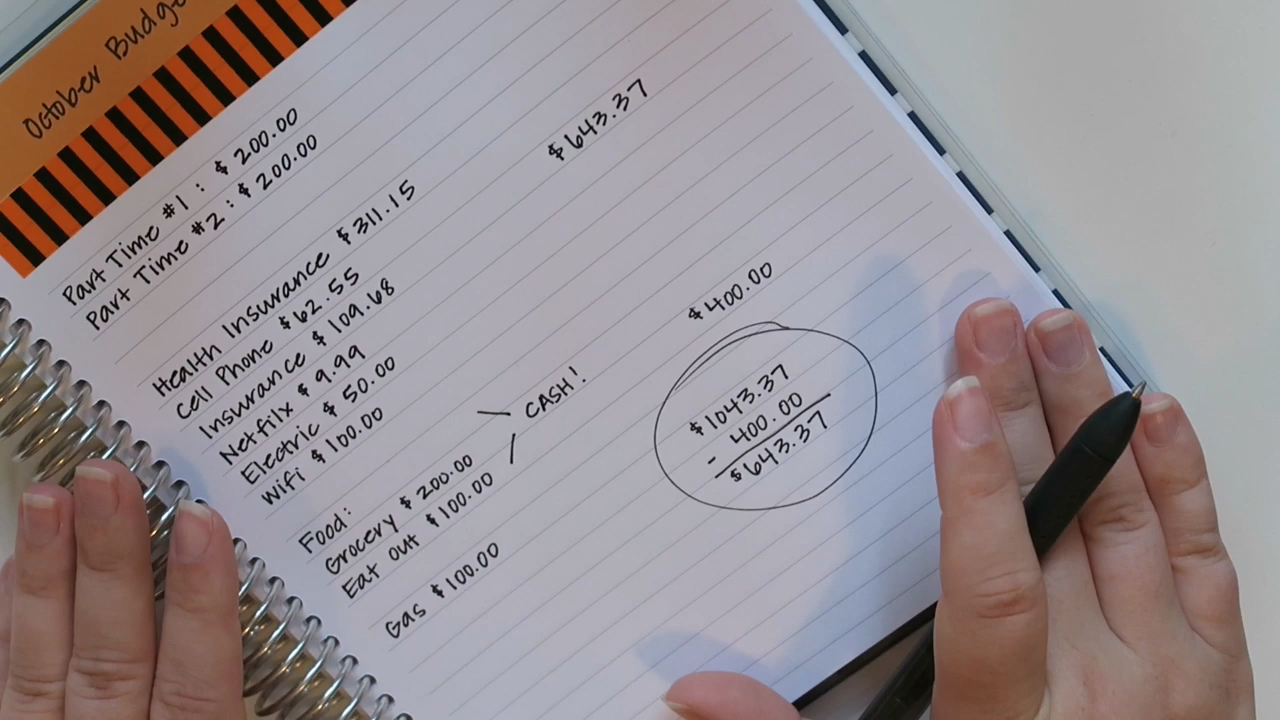 October Budge
Part Time #1 : $ 200.00
Part Time #2 : $ 200.00
Health Insurance $311.15
Cell Phone $62.55
Insurance $ 109.68
Netfilx $ 9.99
Electric $ 50.00
Wifi $100.00
$643.37
Food:
Grocery $ 200.00
Eat Out $100.00
CASH!
Gas $100.00
$400.00
$1043.37
- 400.00
$643.37